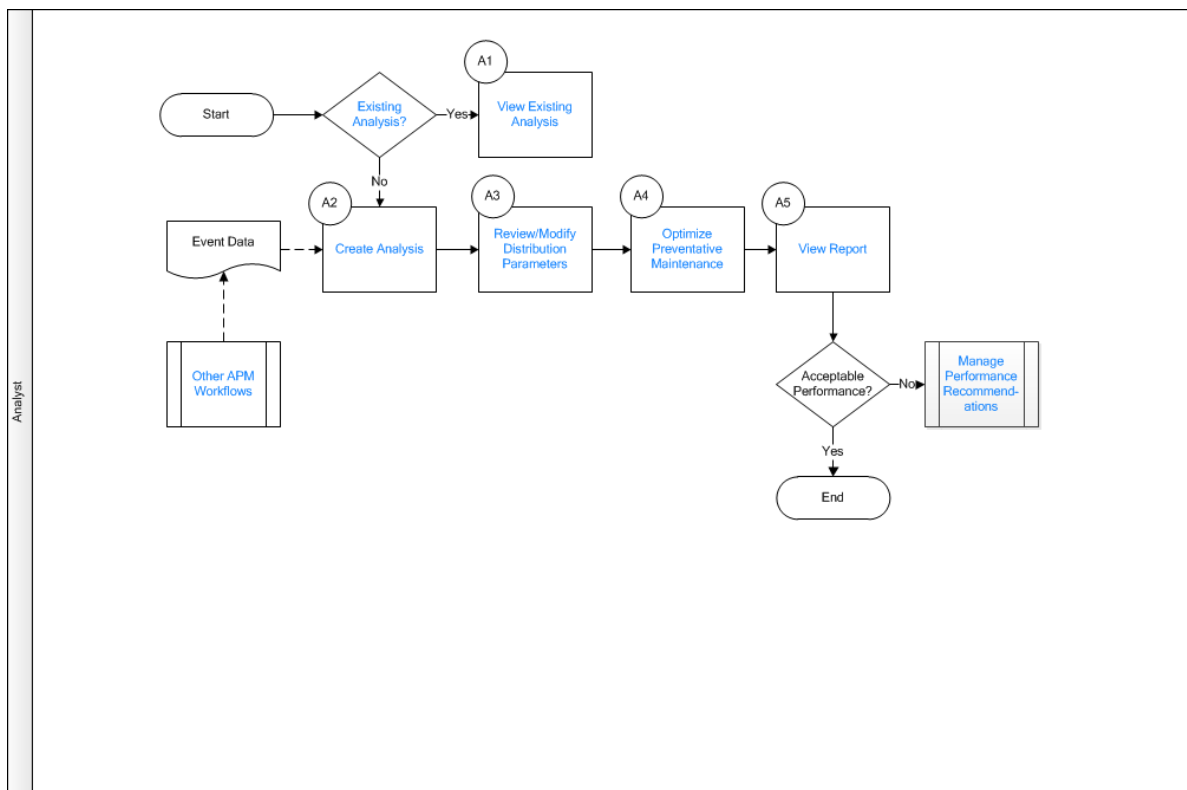 A1
Start
Existing
Analysis?
Yes
View Existing
Analysis
No
A2
A3
A4
A5
Event Data
Create Analysis
Review/Modify
Distribution
Parameters
Optimize
Preventative
Maintenance
View Report
Analyst
Other APM
Workflows
Acceptable
Performance?
No
Manage
Performance
Recommend-
ations
Yes
End